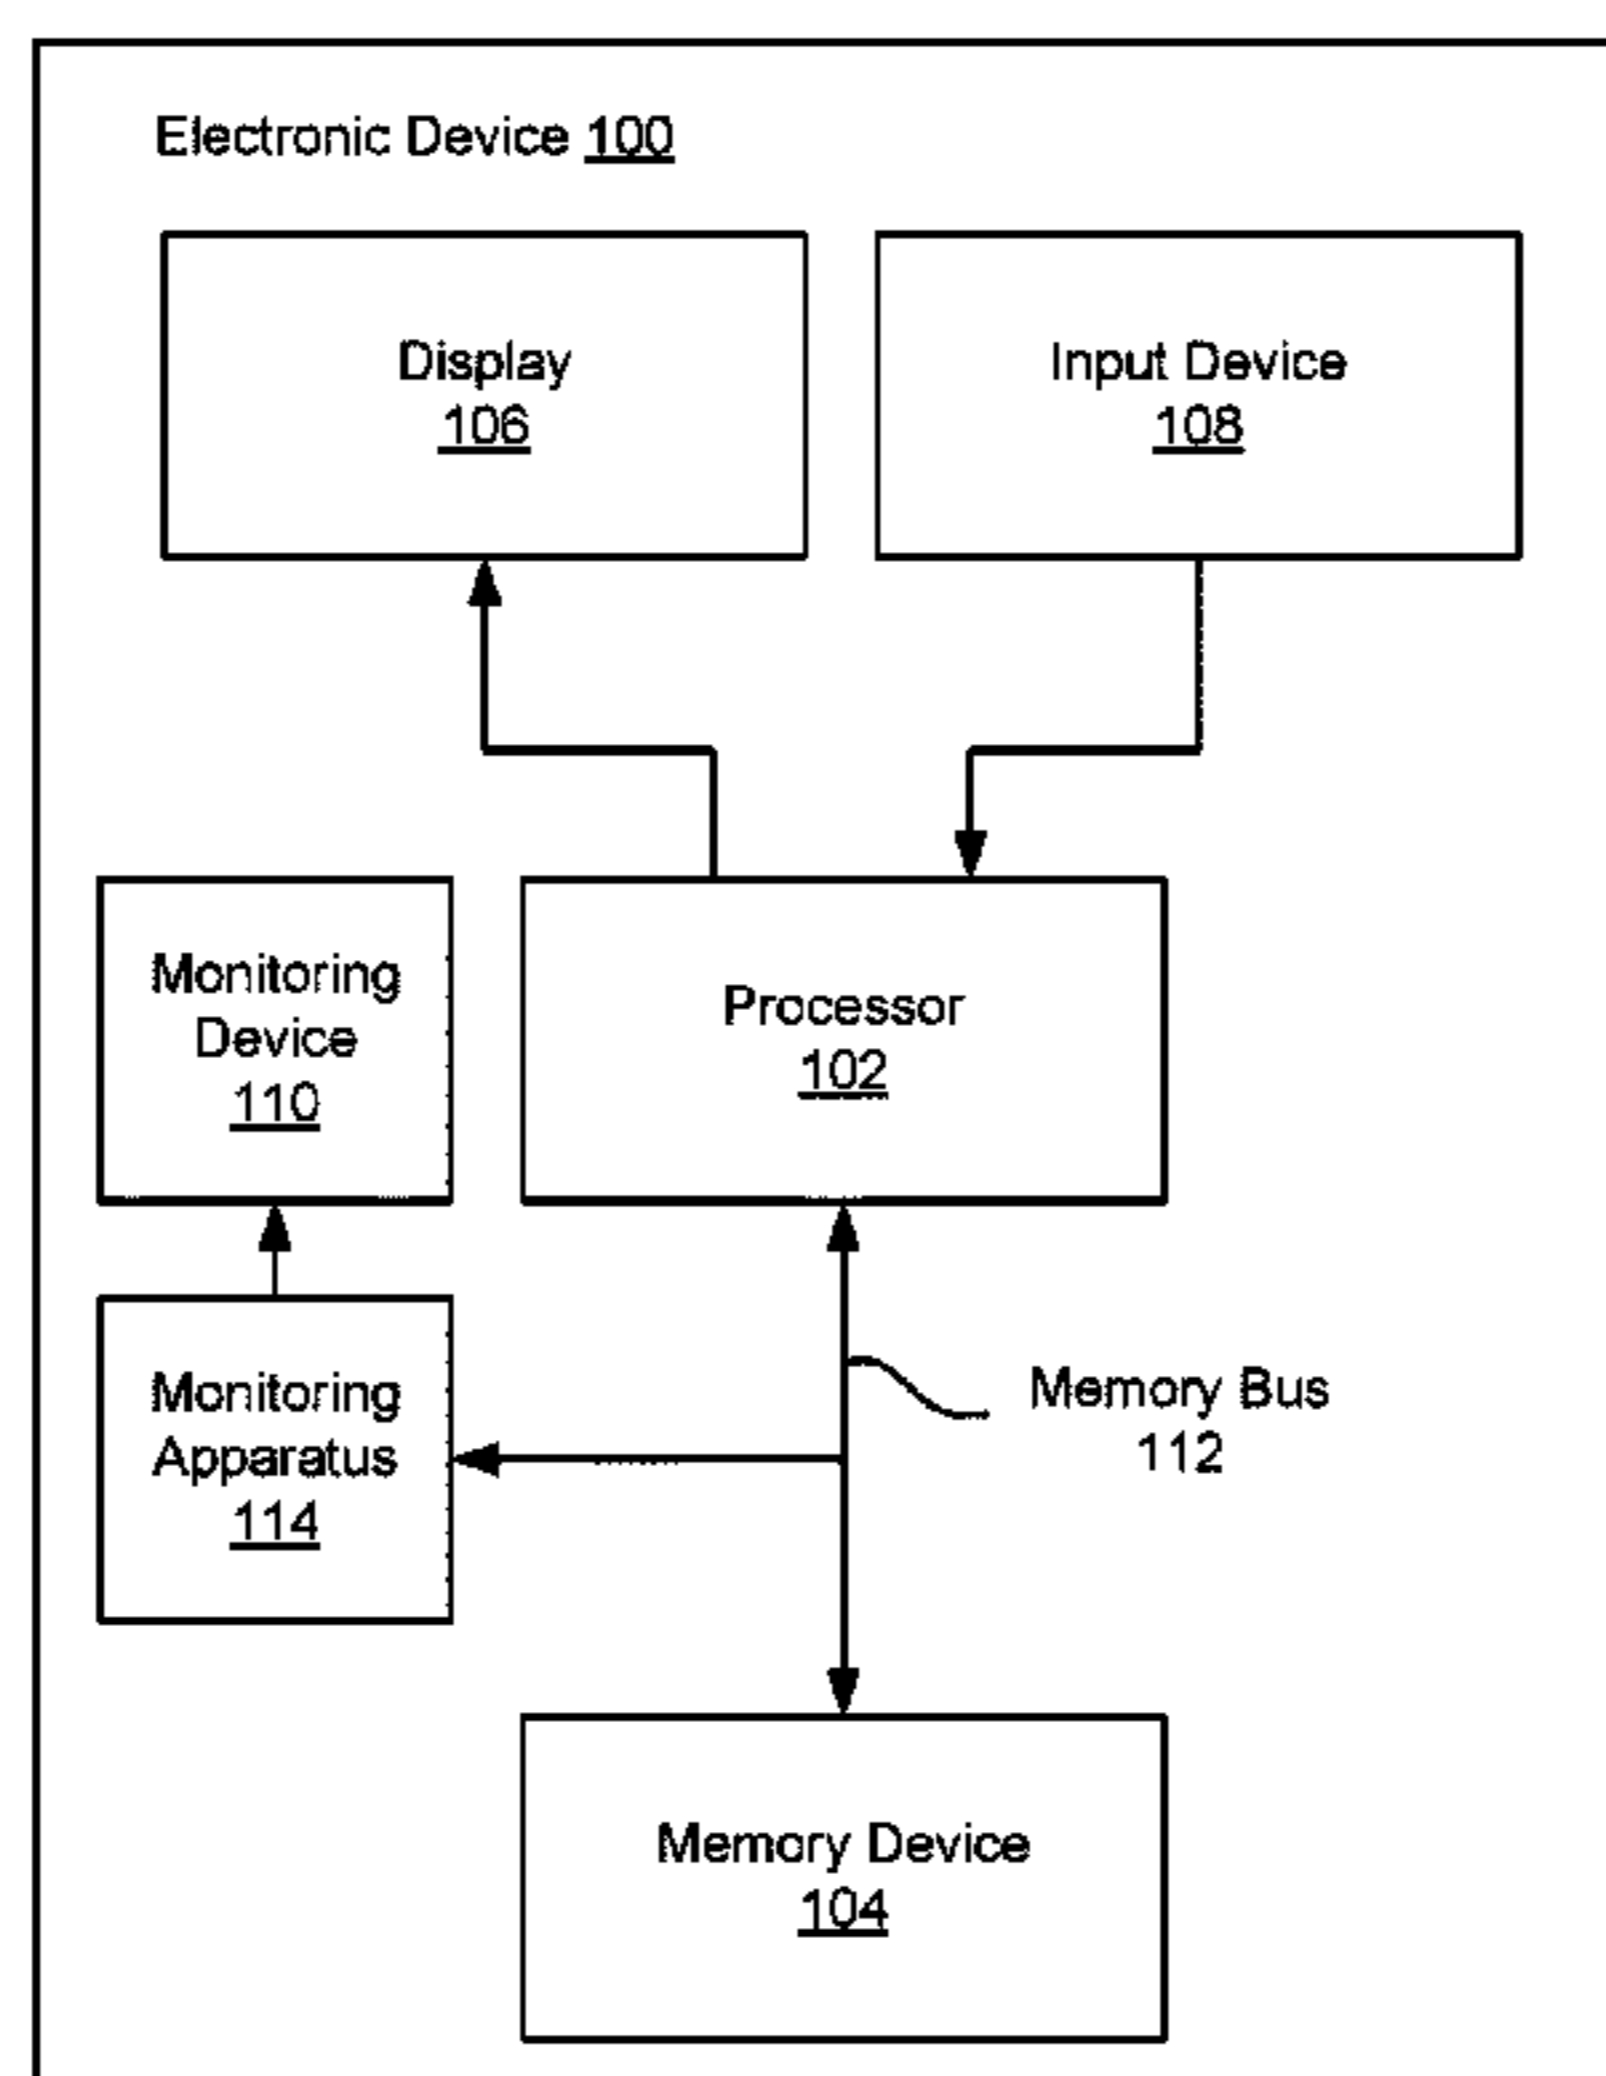 Electronic Device 100
Display
106
Input Device
108
Monitoring
Device
110
Processor
102
Monitoring
Apparatus
114
Memory Bus
112
Memory Device
104